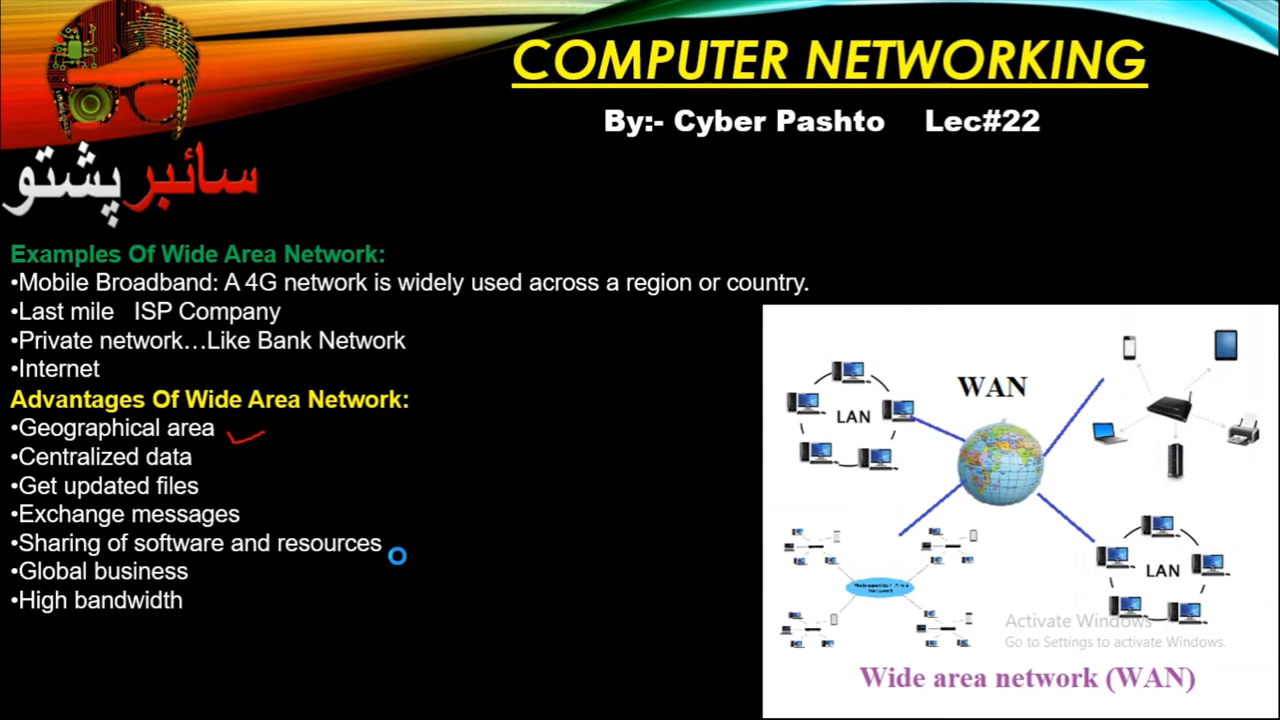 COMPUTER NETWORKING
By:- Cyber Pashto Lec#22
سائبر پشتو
Examples Of Wide Area Network:
•Mobile Broadband: A 4G network is widely used across a region or country.
•Last mile ISP Company
•Private network…Like Bank Network
•Internet
Advantages Of Wide Area Network:
•Geographical area
•Centralized data
•Get updated files
•Exchange messages
•Sharing of software and resources
•Global business
•High bandwidth
WAN
LAN
LAN
Activate Windows
Go to Settings to activate Windows.
Wide area network (WAN)